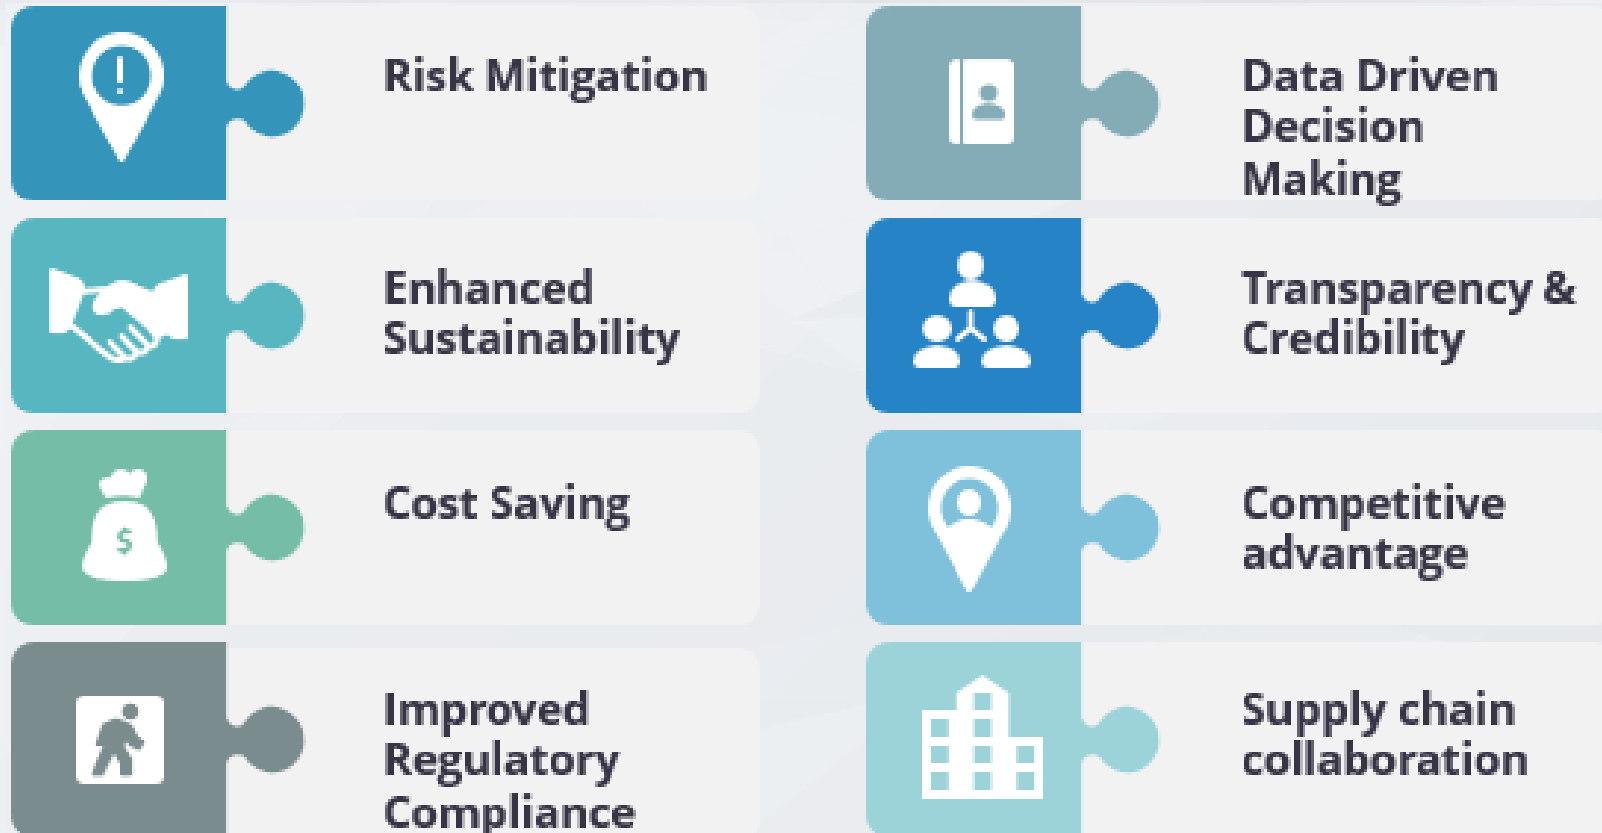 Risk Mitigation
Enhanced
Sustainability
$
Cost Saving
Improved
Regulatory
Compliance
Data Driven
Decision
Making
Transparency &
Credibility
Competitive
advantage
Supply chain
collaboration